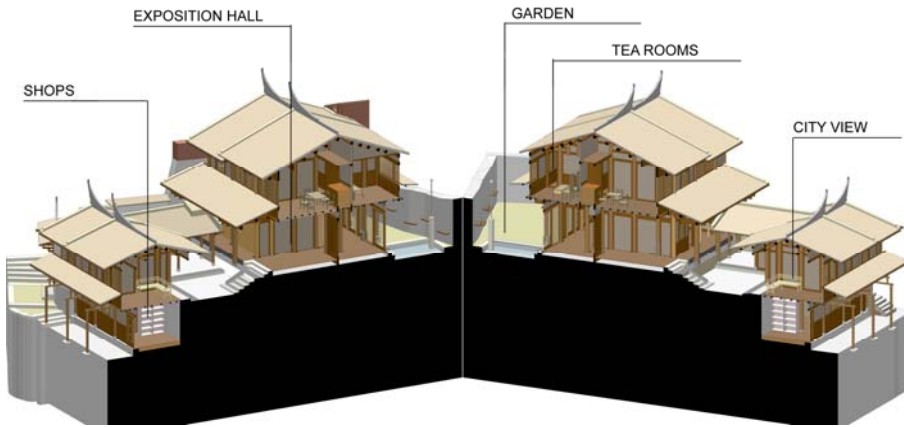 EXPOSITION HALL
GARDEN
TEA ROOMS
SHOPS
CITY VIEW